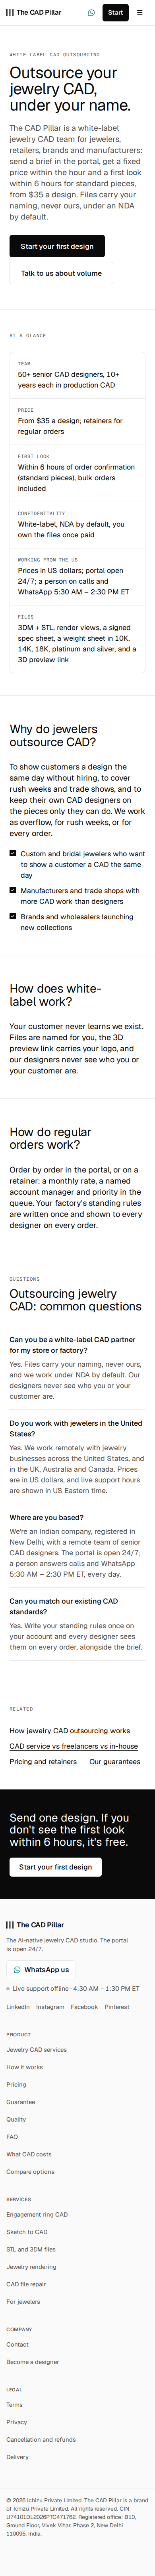 The CAD Pillar
Start
WHITE-LABEL CAD OUTSOURCING
Outsource your
jewelry CAD,
under your name.
The CAD Pillar is a white-label
jewelry CAD team for jewelers,
retailers, brands and manufacturers:
send a brief in the portal, get a fixed
price within the hour and a first look
within 6 hours for standard pieces,
from $35 a design. Files carry your
naming, never ours, under an NDA
by default.
Start your first design
Talk to us about volume
AT A GLANCE
TEAM
50+ senior CAD designers, 10+
years each in production CAD
PRICE
From $35 a design; retainers for
regular orders
FIRST LOOK
Within 6 hours of order confirmation
(standard pieces), bulk orders
included
CONFIDENTIALITY
White-label, NDA by default, you
own the files once paid
WORKING FROM THE US
Prices in US dollars; portal open
24/7; a person on calls and
WhatsApp 5:30 AM – 2:30 PM ET
FILES
3DM + STL, render views, a signed
spec sheet, a weight sheet in 10K,
14K, 18K, platinum and silver, and a
3D preview link
Why do jewelers
outsource CAD?
To show customers a design the
same day without hiring, to cover
rush weeks and trade shows, and to
keep their own CAD designers on
the pieces only they can do. We work
as overflow, for rush weeks, or for
every order.
Custom and bridal jewelers who want
to show a customer a CAD the same
day
Manufacturers and trade shops with
more CAD work than designers
Brands and wholesalers launching
new collections
How does white-
label work?
Your customer never learns we exist.
Files are named for you, the 3D
preview link carries your logo, and
our designers never see who you or
your customer are.
How do regular
orders work?
Order by order in the portal, or on a
retainer: a monthly rate, a named
account manager and priority in the
queue. Your factory's standing rules
are written once and shown to every
designer on every order.
QUESTIONS
Outsourcing jewelry
CAD: common questions
Can you be a white-label CAD partner
for my store or factory?
Yes. Files carry your naming, never ours,
and we work under NDA by default. Our
designers never see who you or your
customer are.
Do you work with jewelers in the United
States?
Yes. We work remotely with jewelry
businesses across the United States, and
in the UK, Australia and Canada. Prices
are in US dollars, and live support hours
are shown in US Eastern time.
Where are you based?
We're an Indian company, registered in
New Delhi, with a remote team of senior
CAD designers. The portal is open 24/7;
a person answers calls and WhatsApp
5:30 AM – 2:30 PM ET, every day.
Can you match our existing CAD
standards?
Yes. Write your standing rules once on
your account and every designer sees
them on every order, alongside the brief.
RELATED
How jewelry CAD outsourcing works
CAD service vs freelancers vs in-house
Pricing and retainers Our guarantees
Send one design. If you
don't see the first look
within 6 hours, it's free.
Start your first design
The CAD Pillar
The AI-native jewelry CAD studio. The portal
is open 24/7.
WhatsApp us
Live support offline · 4:30 AM – 1:30 PM ET
LinkedIn Instagram Facebook Pinterest
PRODUCT
Jewelry CAD services
How it works
Pricing
Guarantee
Quality
FAQ
What CAD costs
Compare options
SERVICES
Engagement ring CAD
Sketch to CAD
STL and 3DM files
Jewelry rendering
CAD file repair
For jewelers
COMPANY
Contact
Become a designer
LEGAL
Terms
Privacy
Cancellation and refunds
Delivery
© 2026 Ichizu Private Limited. The CAD Pillar is a brand
of Ichizu Private Limited. All rights reserved. CIN
U74101DL2026PTC471762. Registered office: B10,
Ground Floor, Vivek Vihar, Phase 2, New Delhi
110095, India.